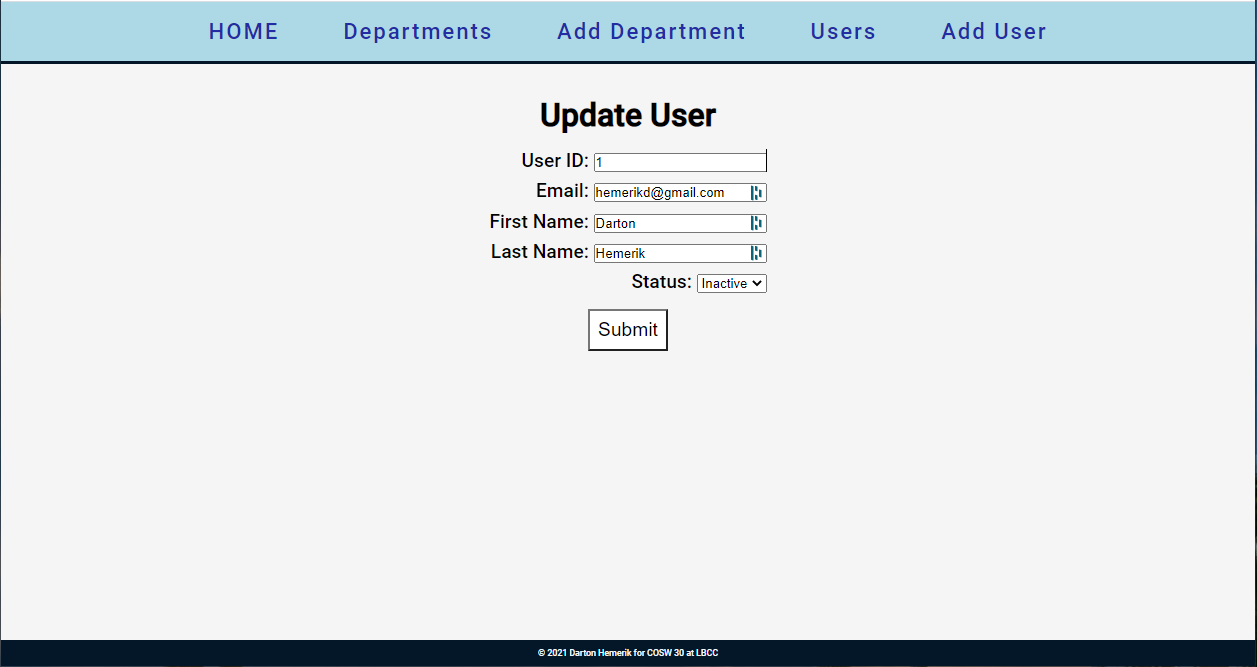 HOME Departments Add Department Users Add User
Update User
User ID: 1
Email: hemerikd@gmail.com
First Name: Darton
Last Name: Hemerik
Status: Inactive
Submit
© 2021 Darton Hemerik for COSW 30 at LBCC